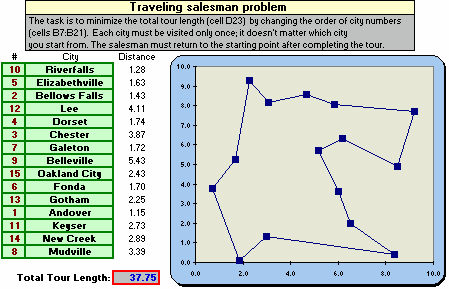 Traveling salesman problem
The task is to minimize the total tour length (cell D23) by changing the order of city numbers
(cells B7:B21). Each city must be visited only once; it doesn't matter which city
you start from. The salesman must return to the starting point after completing the tour.
# City Distance
10 Riverfalls 1.28
5 Elizabethville 1.63
2 Bellows Falls 1.43
12 Lee 4.11
4 Dorset 1.74
3 Chester 3.87
7 Galeton 1.72
9 Belleville 5.43
15 Oakland City 2.43
6 Fonda 1.70
13 Gotham 2.25
1 Andover 1.15
11 Keyser 2.73
14 New Creek 2.89
8 Mudville 3.39
Total Tour Length: 37.75
10.0
9.0
8.0
7.0
6.0
5.0
4.0
3.0
2.0
1.0
0.0
0.0 2.0 4.0 6.0 8.0 10.0